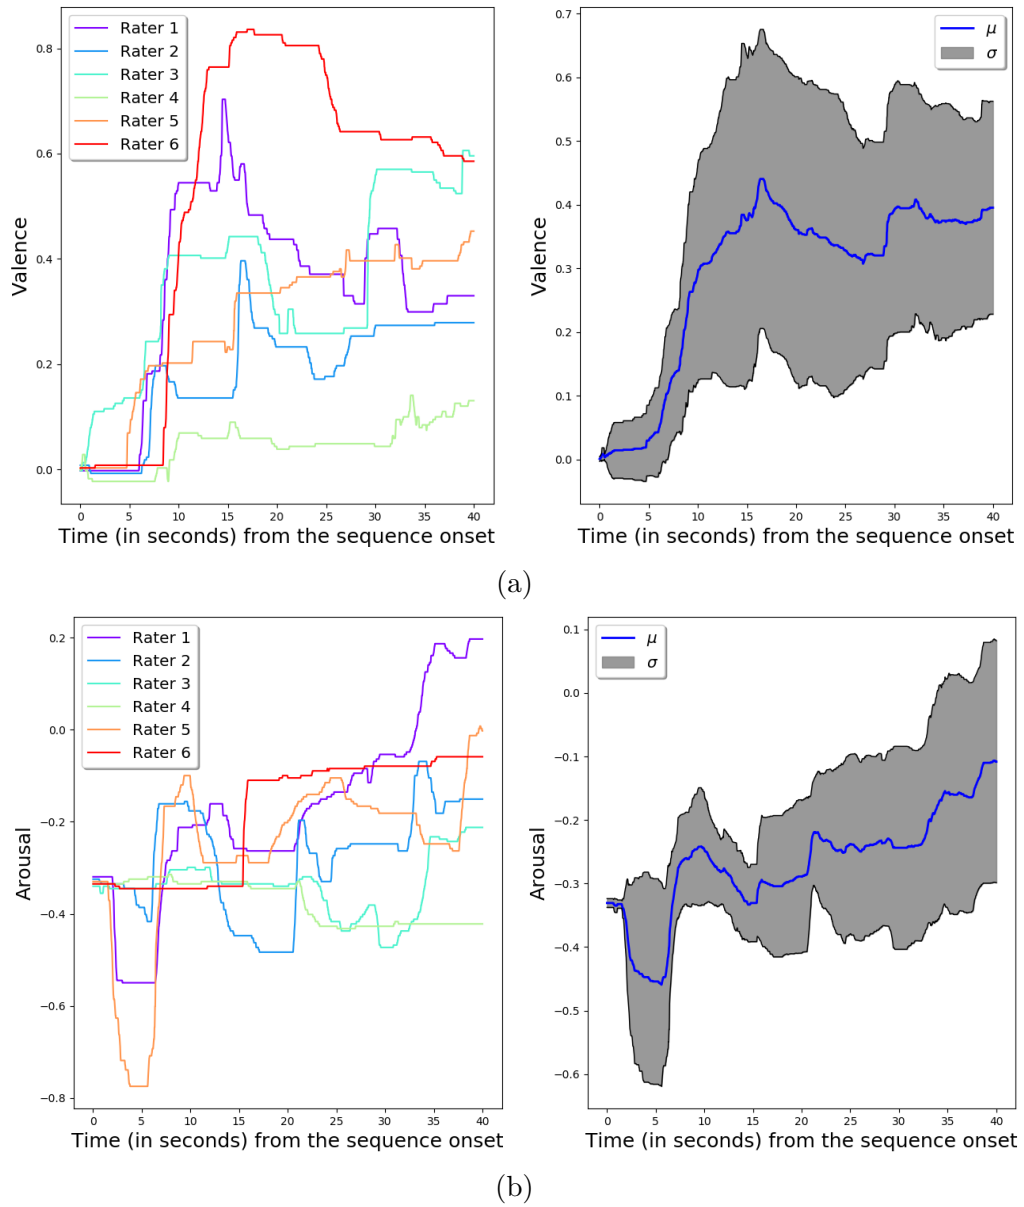 Rater 1
Rater 2
Rater 3
Rater 4
Rater 5
Rater 6
0.8
0.6
0.4
0.2
0.0
Valence
0 5 10 15 20 25 30 35 40
Time (in seconds) from the sequence onset
μ
σ
0.7
0.6
0.5
0.4
0.3
0.2
0.1
0.0
Valence
0 5 10 15 20 25 30 35 40
Time (in seconds) from the sequence onset
(a)
Rater 1
Rater 2
Rater 3
Rater 4
Rater 5
Rater 6
0.2
0.0
−0.2
−0.4
−0.6
−0.8
Arousal
0 5 10 15 20 25 30 35 40
Time (in seconds) from the sequence onset
μ
σ
0.1
0.0
−0.1
−0.2
−0.3
−0.4
−0.5
−0.6
Arousal
0 5 10 15 20 25 30 35 40
Time (in seconds) from the sequence onset
(b)